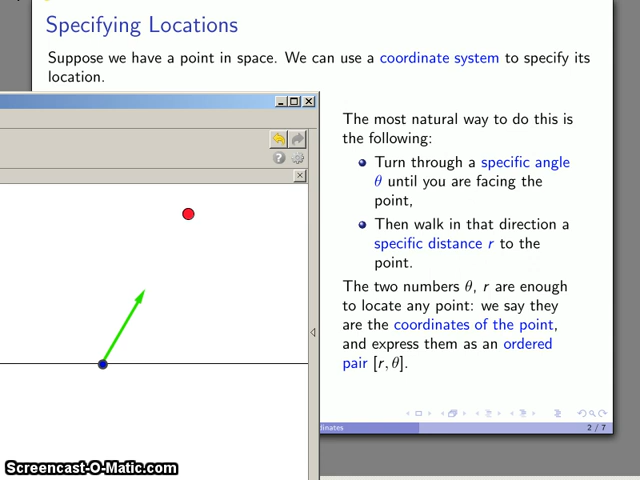 Specifying Locations
Suppose we have a point in space. We can use a coordinate system to specify its
location.
The most natural way to do this is
the following:
Turn through a specific angle
θ until you are facing the
point,
Then walk in that direction a
specific distance r to the
point.
The two numbers θ, r are enough
to locate any point: we say they
are the coordinates of the point,
and express them as an ordered
pair [r, θ].
dinates
2 / 7
Screencast-O-Matic.com